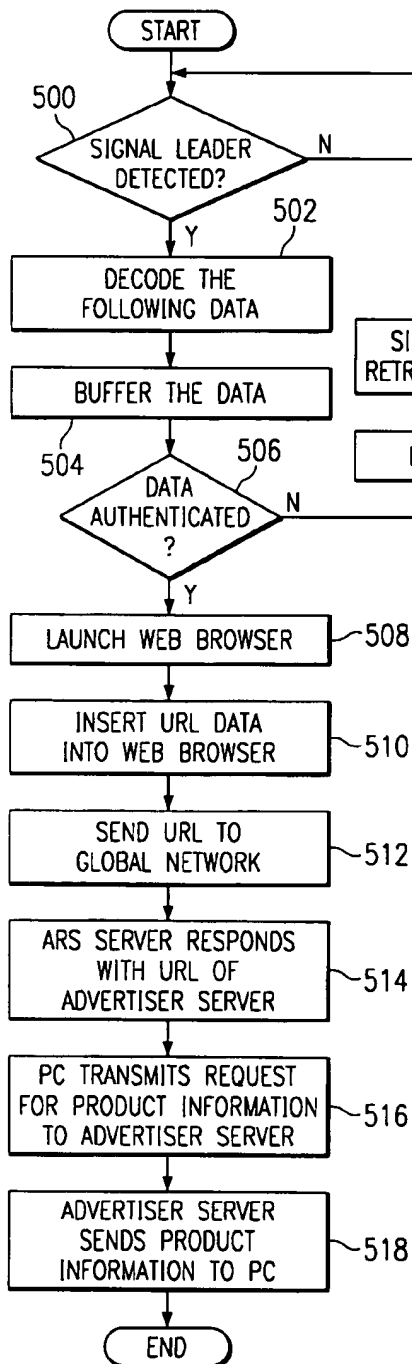 START
500
SIGNAL LEADER
DETECTED?
N
Y
502
DECODE THE
FOLLOWING DATA
BUFFER THE DATA
504
506
DATA
AUTHENTICATED
?
N
Y
LAUNCH WEB BROWSER
508
INSERT URL DATA
INTO WEB BROWSER
510
SEND URL TO
GLOBAL NETWORK
512
ARS SERVER RESPONDS
WITH URL OF
ADVERTISER SERVER
514
PC TRANSMITS REQUEST
FOR PRODUCT INFORMATION
TO ADVERTISER SERVER
516
ADVERTISER SERVER
SENDS PRODUCT
INFORMATION TO PC
518
END